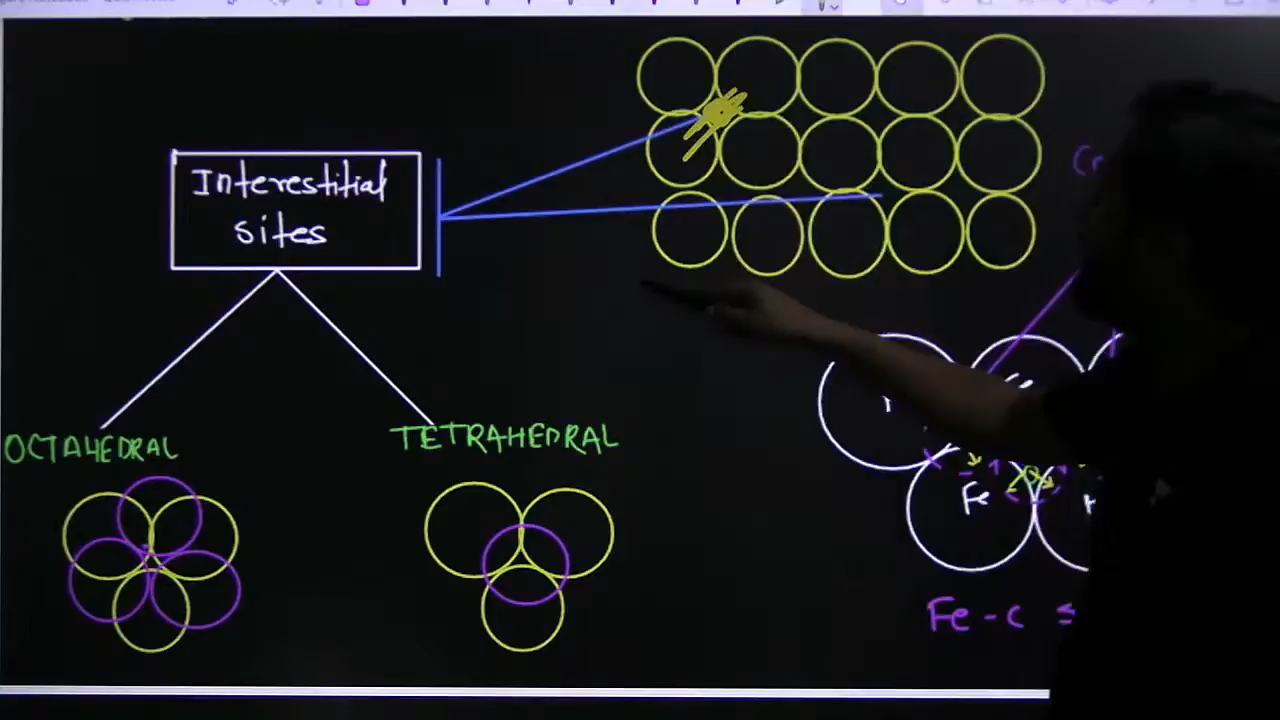 Interestitial
sites
OCTAHEDRAL
TETRAHEDRAL
Fe
Fe - C ≤